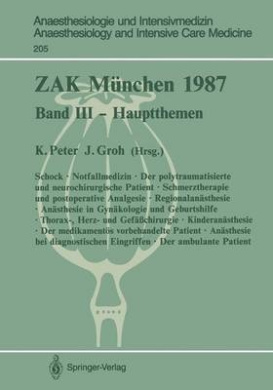 Anaesthesiologie und Intensivmedizin
Anaesthesiology and Intensive Care Medicine
205
ZAK München 1987
Band III – Hauptthemen
K. Peter J. Groh (Hrsg.)
Schock · Notfallmedizin · Der polytraumatisierte
und neurochirurgische Patient · Schmerztherapie
und postoperative Analgesie · Regionalanästhesie
· Anästhesie in Gynäkologie und Geburtshilfe
· Thorax-, Herz- und Gefäßchirurgie · Kinderanästhesie
· Der medikamentös vorbehandelte Patient · Anästhesie
bei diagnostischen Eingriffen · Der ambulante Patient
Springer-Verlag